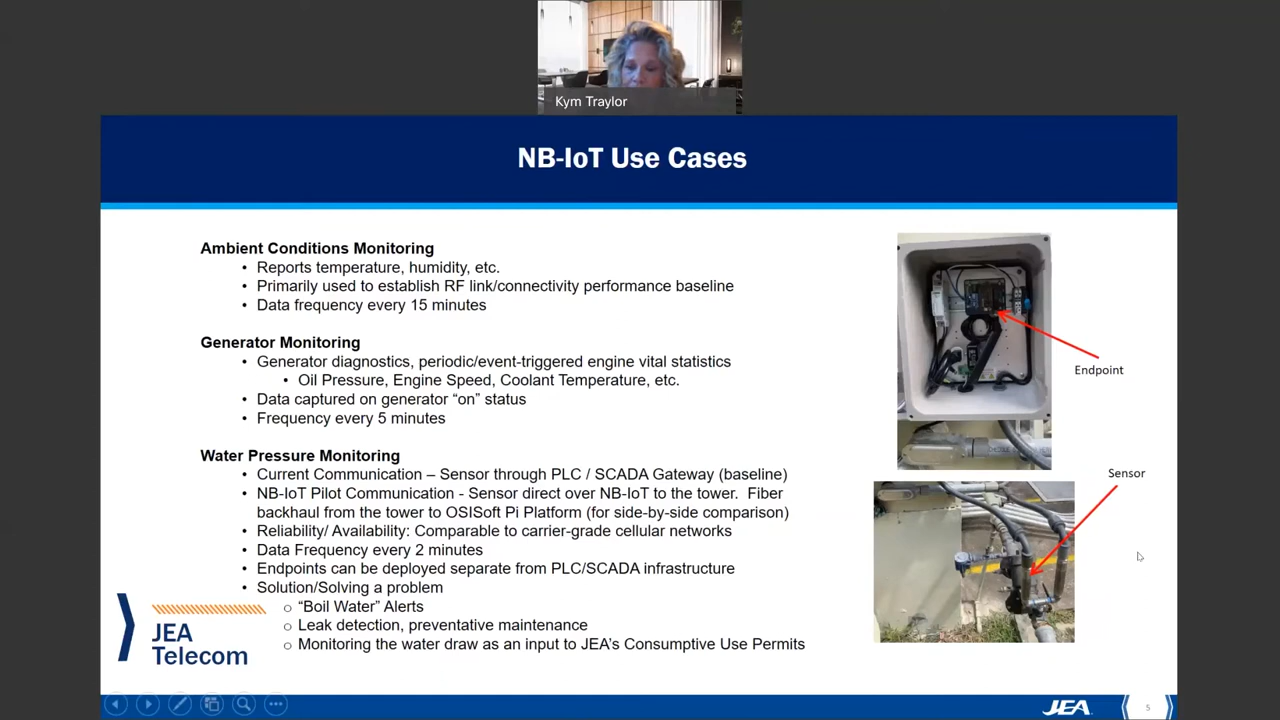 Kym Traylor
NB-IoT Use Cases
Ambient Conditions Monitoring
• Reports temperature, humidity, etc.
• Primarily used to establish RF link/connectivity performance baseline
• Data frequency every 15 minutes
Generator Monitoring
• Generator diagnostics, periodic/event-triggered engine vital statistics
• Oil Pressure, Engine Speed, Coolant Temperature, etc.
• Data captured on generator “on” status
• Frequency every 5 minutes
Water Pressure Monitoring
• Current Communication – Sensor through PLC / SCADA Gateway (baseline)
• NB-IoT Pilot Communication - Sensor direct over NB-IoT to the tower. Fiber
backhaul from the tower to OSISoft Pi Platform (for side-by-side comparison)
• Reliability/ Availability: Comparable to carrier-grade cellular networks
• Data Frequency every 2 minutes
• Endpoints can be deployed separate from PLC/SCADA infrastructure
• Solution/Solving a problem
○ “Boil Water” Alerts
○ Leak detection, preventative maintenance
○ Monitoring the water draw as an input to JEA’s Consumptive Use Permits
Endpoint
Sensor
JEA
Telecom
JEA
5